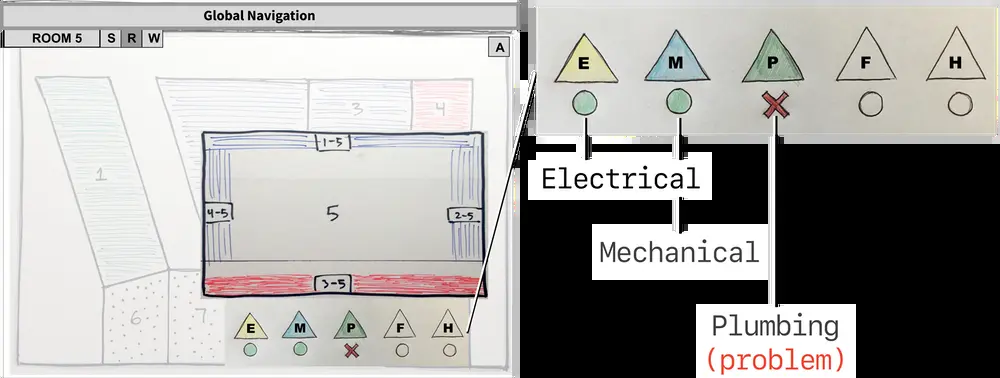 Global Navigation
ROOM 5 S R W
A
1
3
4
1-5
4-5
5
2-5
3-5
6
7
E M P F H
E M P F H
Electrical
Mechanical
Plumbing
(problem)